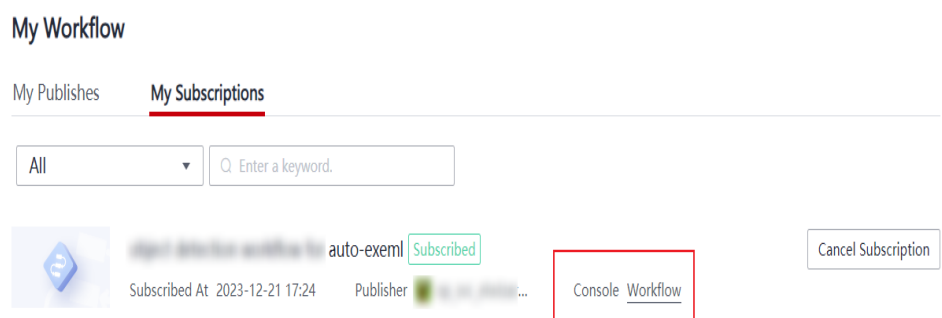 My Workflow
My Publishes My Subscriptions
All Enter a keyword.
auto-exeml Subscribed Cancel Subscription
Subscribed At 2023-12-21 17:24 Publisher ... Console Workflow